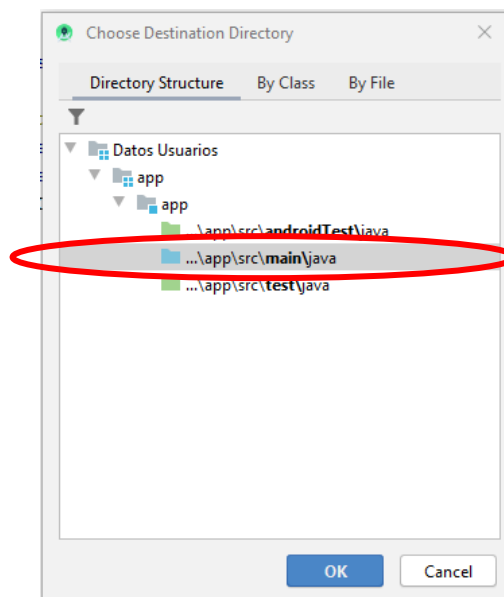 Choose Destination Directory
Directory Structure By Class By File
Datos Usuarios
app
app
...\app\src\androidTest\java
...\app\src\main\java
...\app\src\test\java
OK Cancel